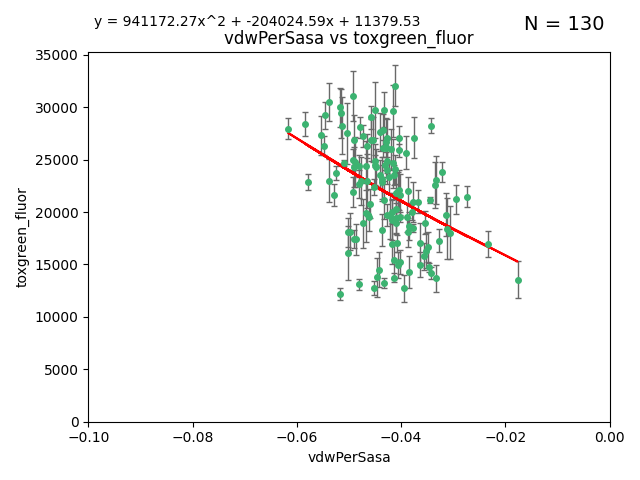 y = 941172.27x^2 + -204024.59x + 11379.53
N = 130
vdwPerSasa vs toxgreen_fluor
35000
30000
25000
20000
15000
10000
5000
0
toxgreen_fluor
−0.10
−0.08
−0.06
−0.04
−0.02
0.00
vdwPerSasa